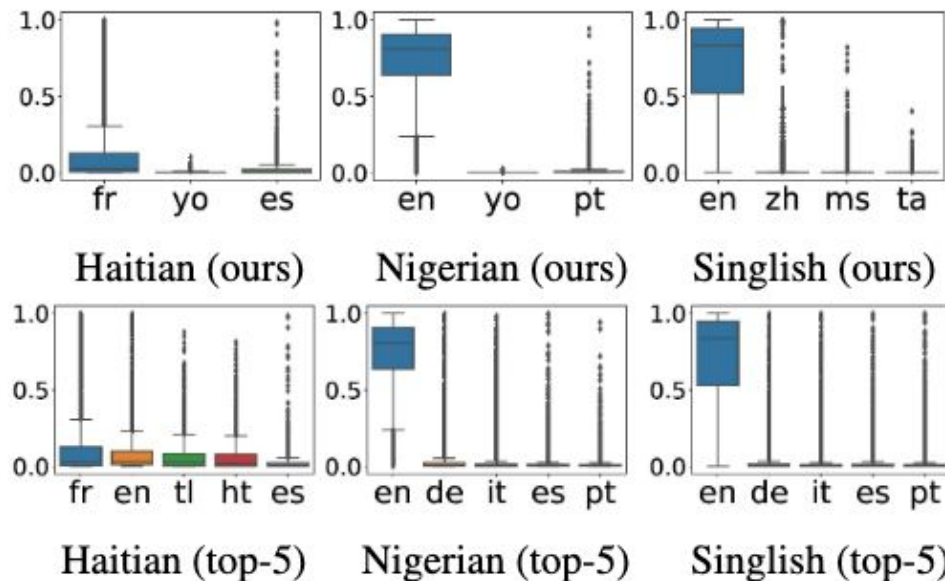 1.0
0.5
0.0
fr yo es
Haitian (ours)
1.0
0.5
0.0
en yo pt
Nigerian (ours)
1.0
0.5
0.0
en zh ms ta
Singlish (ours)
1.0
0.5
0.0
fr en tl ht es
Haitian (top-5)
1.0
0.5
0.0
en de it es pt
Nigerian (top-5)
1.0
0.5
0.0
en de it es pt
Singlish (top-5)